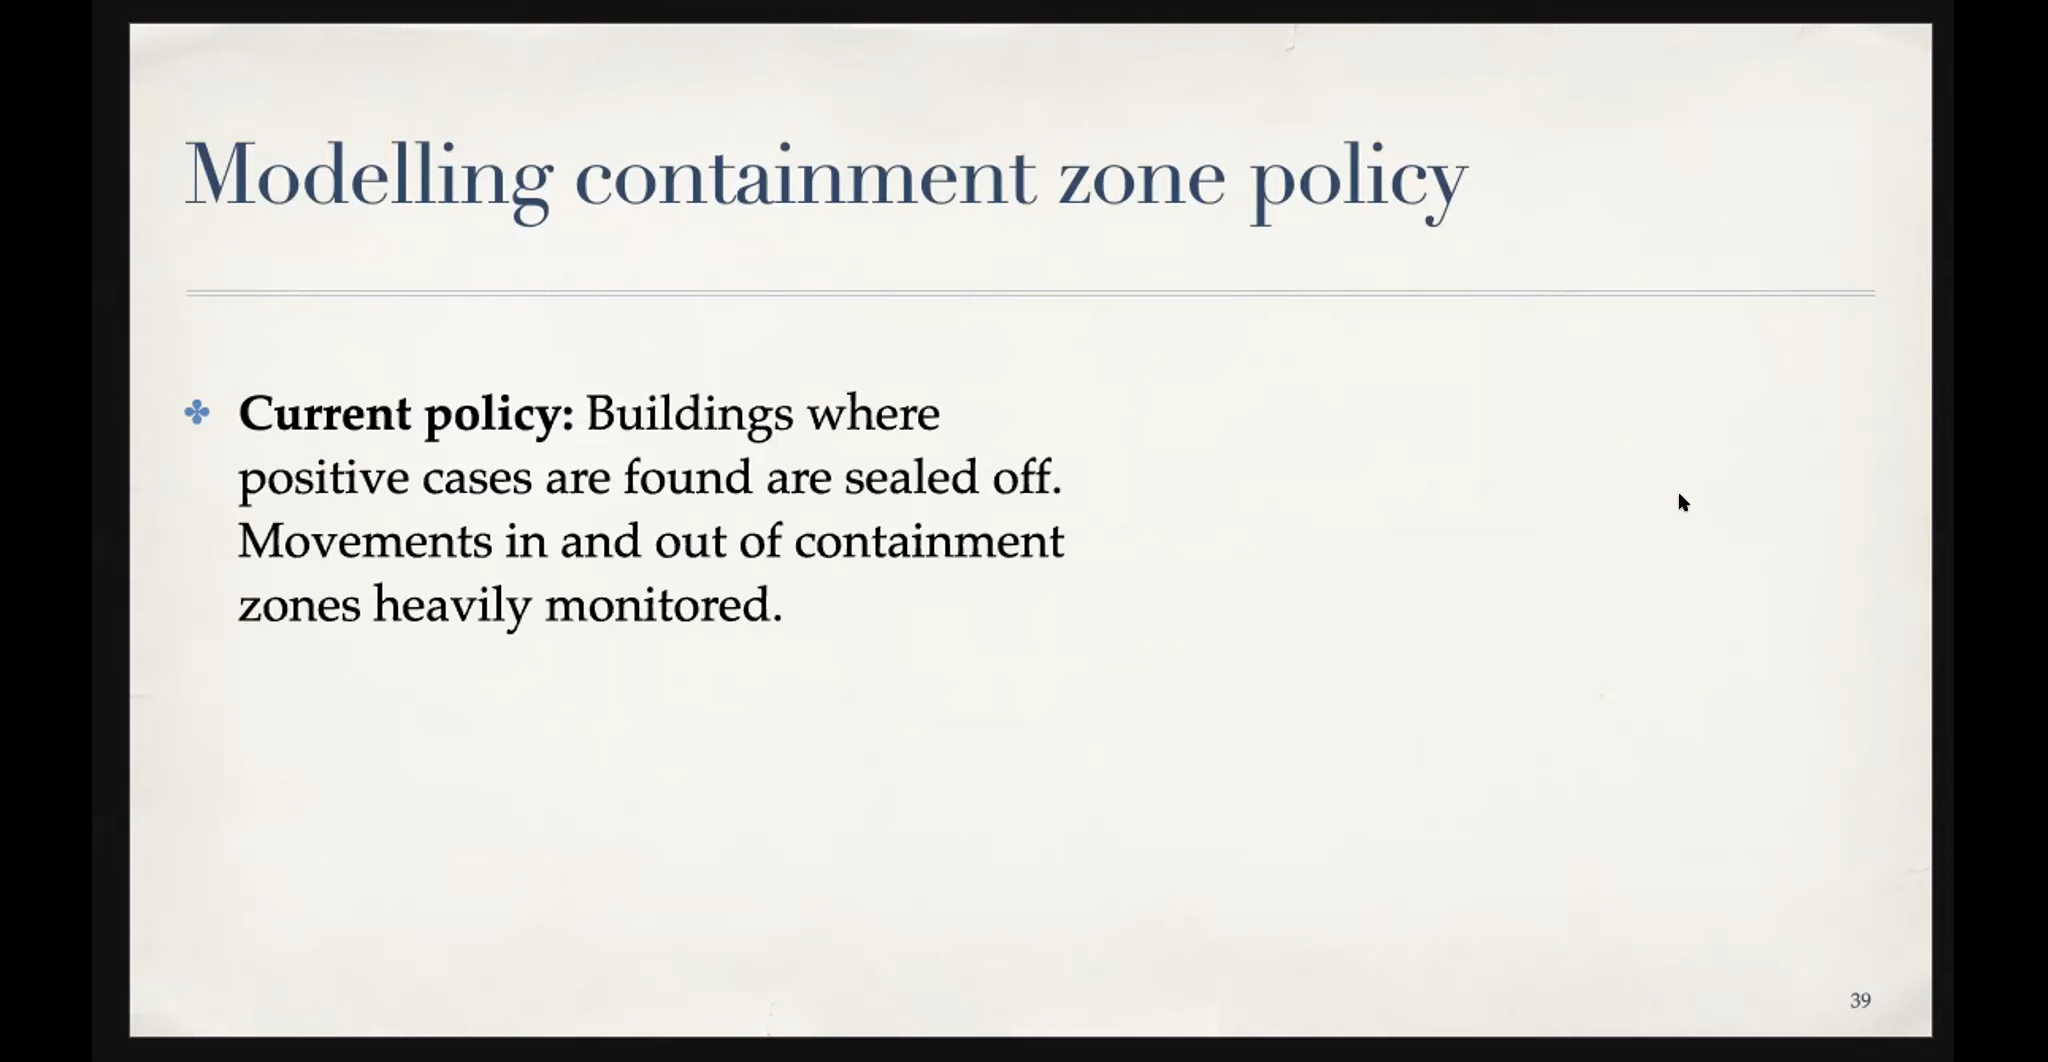 Modelling containment zone policy
Current policy: Buildings where
positive cases are found are sealed off.
Movements in and out of containment
zones heavily monitored.
39